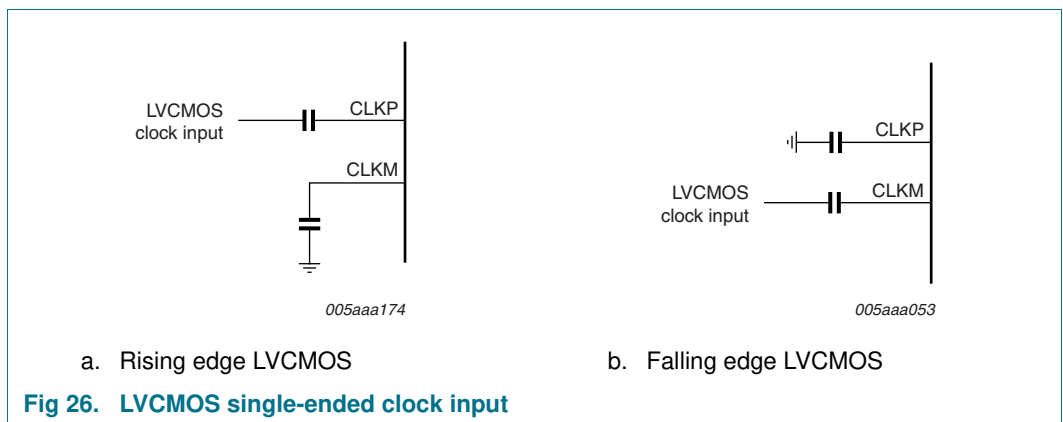 LVCMOS
clock input
CLKP
CLKM
005aaa174
a. Rising edge LVCMOS
CLKP
LVCMOS
clock input
CLKM
005aaa053
b. Falling edge LVCMOS
Fig 26. LVCMOS single-ended clock input